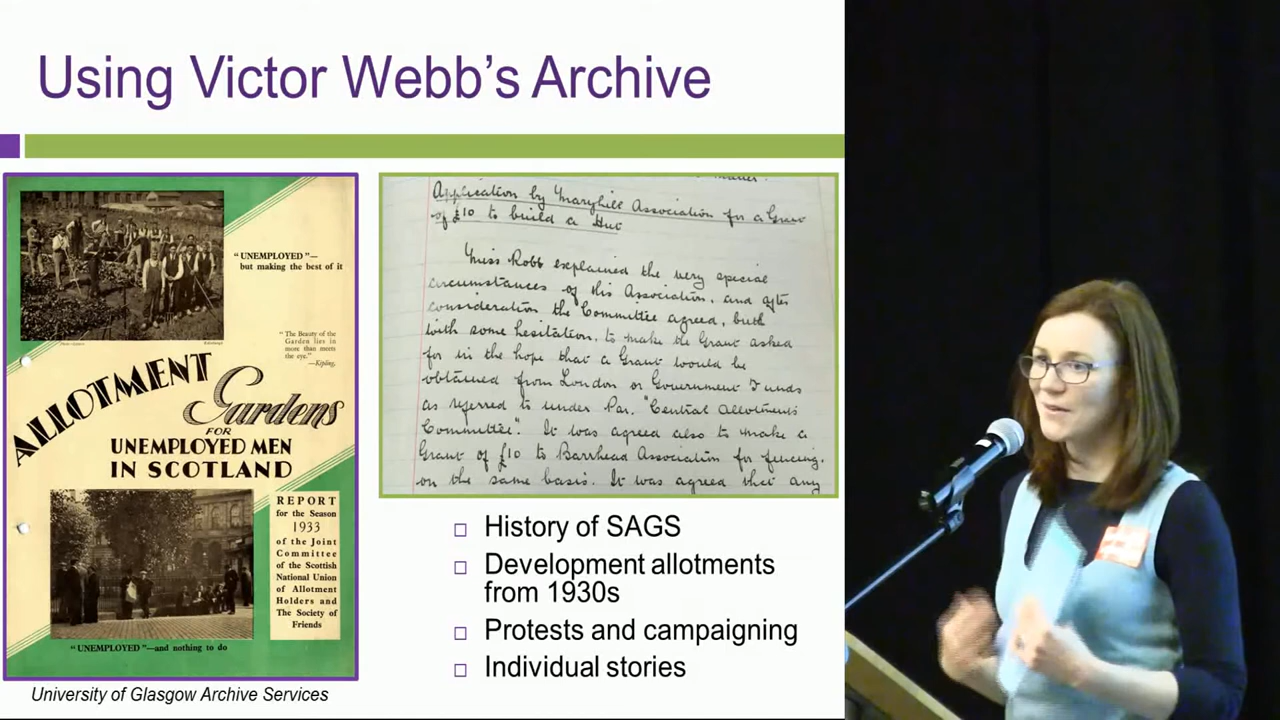 Using Victor Webb's Archive
"UNEMPLOYED"—
but making the best of it
"The Beauty of the
Garden lies in
more than meets
the eye."
—Kipling.
ALLOTMENT
Gardens
FOR
UNEMPLOYED MEN
IN SCOTLAND
REPORT
for the Season
1933
of the Joint
Committee
of the Scottish
National Union
of Allotment
Holders and
The Society of
Friends
"UNEMPLOYED"—and nothing to do
University of Glasgow Archive Services
Application by Maryhill Association for a Grant
of £10 to build a Hut
Miss Robb explained the very special
circumstances of this Association, and after
consideration the Committee agreed, but
with some hesitation, to make the Grant asked
for in the hope that a Grant would be
obtained from London or Government Funds
as referred to under Par. "Central Allotments
Committee". It was agreed also to make a
Grant of £10 to Barrhead Association for fencing,
on the same basis. It was agreed that any
□ History of SAGS
□ Development allotments
from 1930s
□ Protests and campaigning
□ Individual stories